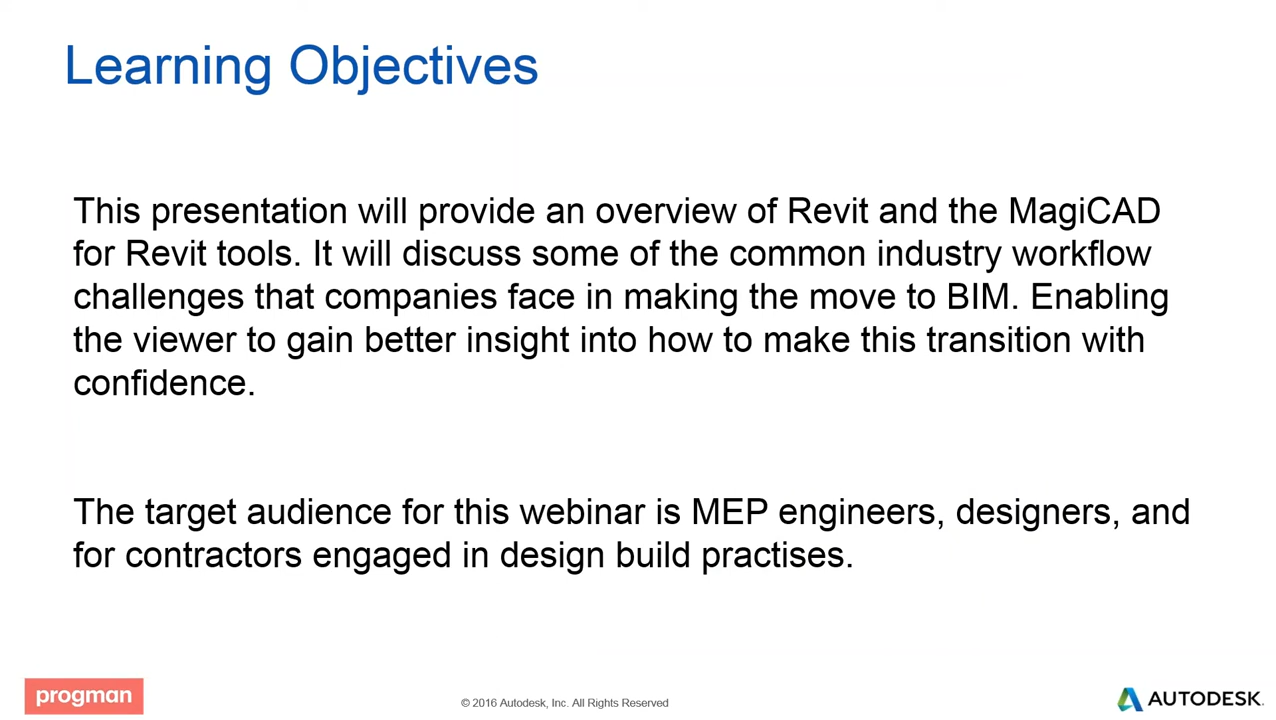 Learning Objectives
This presentation will provide an overview of Revit and the MagiCAD
for Revit tools. It will discuss some of the common industry workflow
challenges that companies face in making the move to BIM. Enabling
the viewer to gain better insight into how to make this transition with
confidence.
The target audience for this webinar is MEP engineers, designers, and
for contractors engaged in design build practises.
progman
© 2016 Autodesk, Inc. All Rights Reserved
AUTODESK.